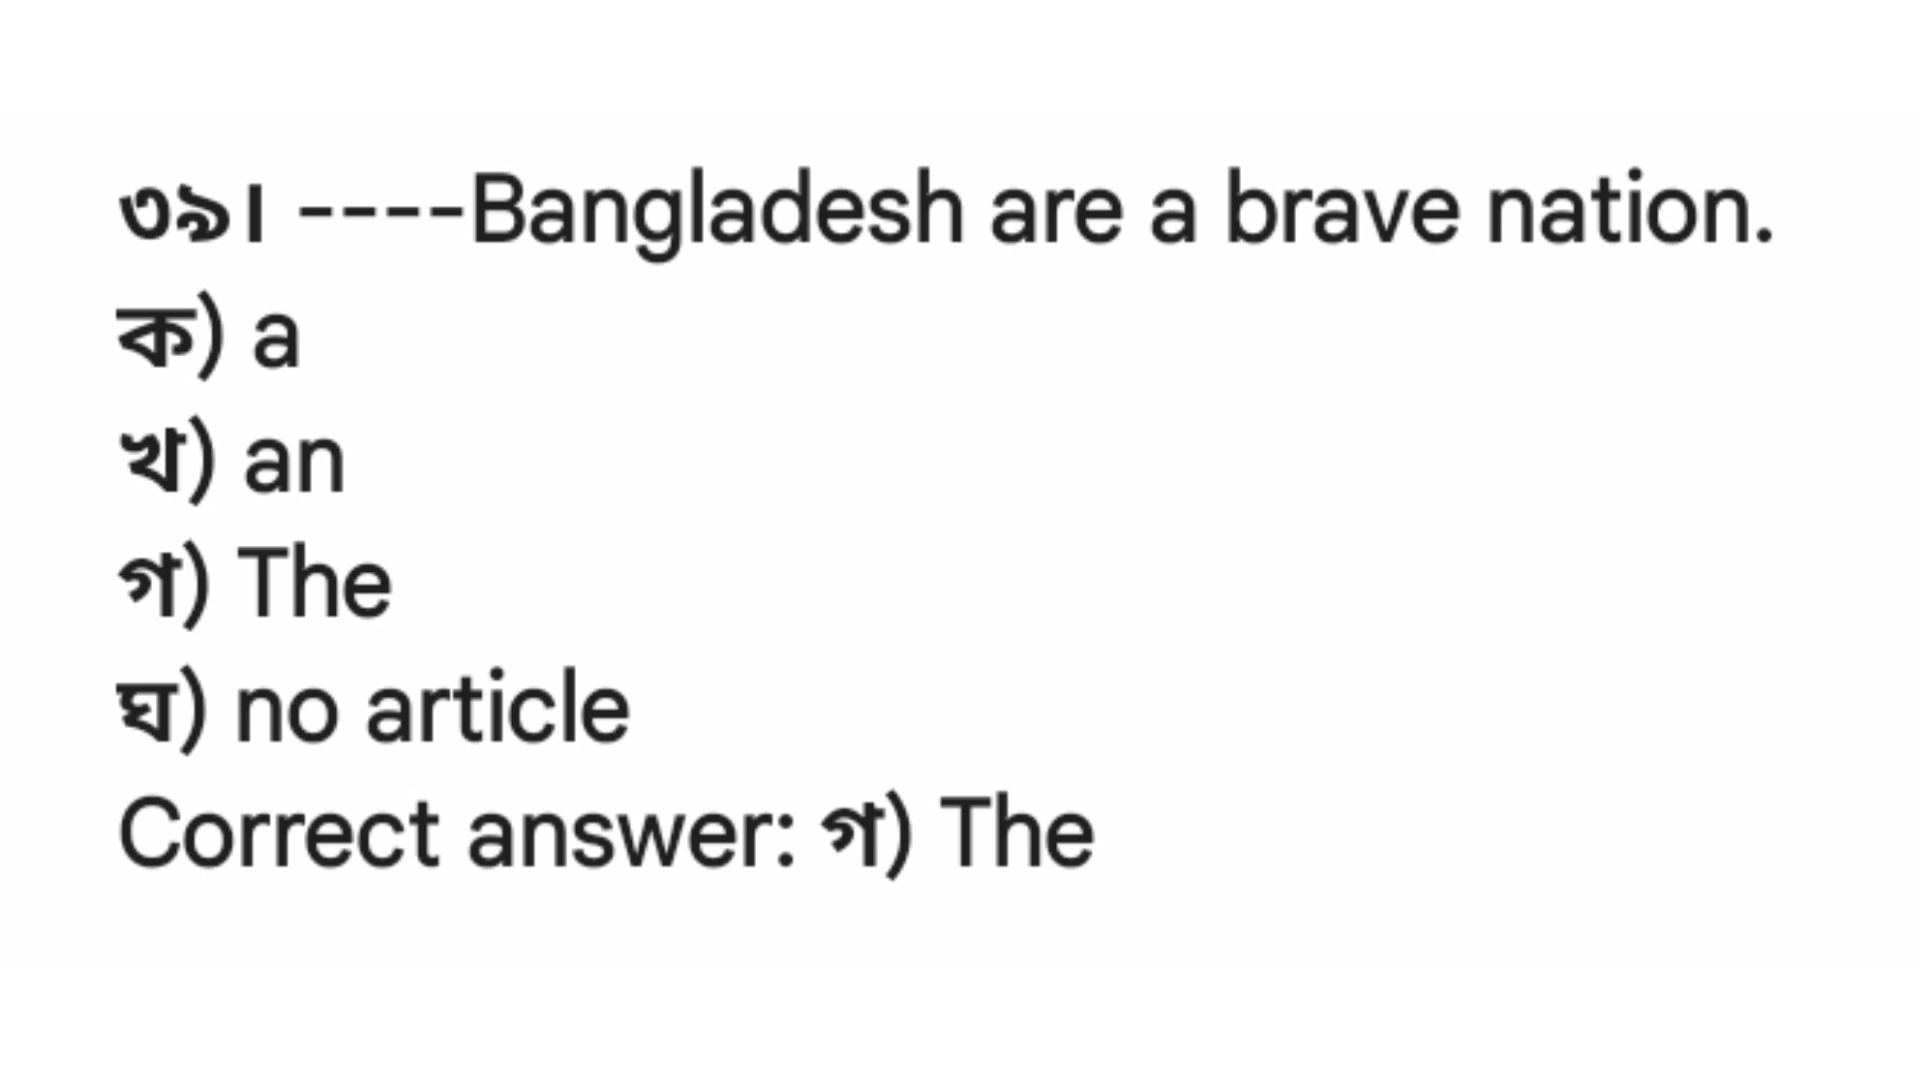 ৩৯। ----Bangladesh are a brave nation.
ক) a
খ) an
গ) The
ঘ) no article
Correct answer: গ) The